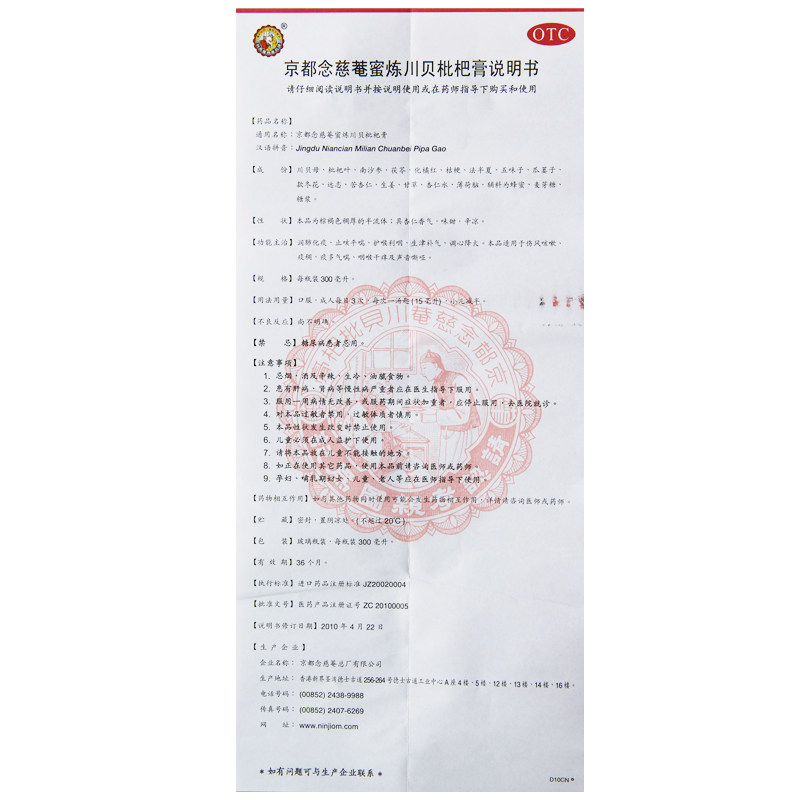 OTC
京都念慈菴蜜炼川贝枇杷膏说明书
请仔细阅读说明书并按说明使用或在药师指导下购买和使用
【药品名称】
通用名称：京都念慈菴蜜炼川贝枇杷膏
汉语拼音：Jingdu Niancian Milian Chuanbei Pipa Gao
【成 份】川贝母、枇杷叶、南沙参、茯苓、化橘红、桔梗、法半夏、五味子、瓜蒌子、
款冬花、远志、苦杏仁、生姜、甘草、杏仁水、薄荷脑。辅料为蜂蜜、麦芽糖、
糖浆。
【性 状】本品为棕褐色稠厚的半流体；具杏仁香气，味甜、辛凉。
【功能主治】润肺化痰、止咳平喘、护喉利咽、生津补气、调心降火。本品适用于伤风咳嗽、
痰稠、痰多气喘、咽喉干痒及声音嘶哑。
【规 格】每瓶装300毫升。
【用法用量】口服，成人每日3次，每次一汤匙(15毫升)，小儿减半。
【不良反应】尚不明确。
【禁 忌】糖尿病患者忌用。
【注意事项】
1. 忌烟、酒及辛辣、生冷、油腻食物。
2. 患有肝病、肾病等慢性病严重者应在医生指导下服用。
3. 服用一周病情无改善，或服药期间症状加重者，应停止服用，去医院就诊。
4. 对本品过敏者禁用，过敏体质者慎用。
5. 本品性状发生改变时禁止使用。
6. 儿童必须在成人监护下使用。
7. 请将本品放在儿童不能接触的地方。
8. 如正在使用其它药品，使用本品前请咨询医师或药师。
9. 孕妇、哺乳期妇女、儿童、老人等应在医师指导下使用。
【药物相互作用】如与其他药物同时使用可能会发生药物相互作用，详情请咨询医师或药师。
【贮 藏】密封，置阴凉处。(不超过20℃)
【包 装】玻璃瓶装，每瓶装300毫升。
【有 效 期】36个月。
【执行标准】进口药品注册标准JZ20020004
【批准文号】医药产品注册证号ZC 20100005
【说明书修订日期】2010年4月22日
【生 产 企 业】
企业名称：京都念慈菴总厂有限公司
生产地址：香港新界荃湾德士古道256-264号德士古道工业中心A座4楼、5楼、12楼、13楼、14楼、16楼。
电话号码：(00852) 2438-9988
传真号码：(00852) 2407-6269
网 址：www.ninjiom.com
*如有问题可与生产企业联系*
D10CN